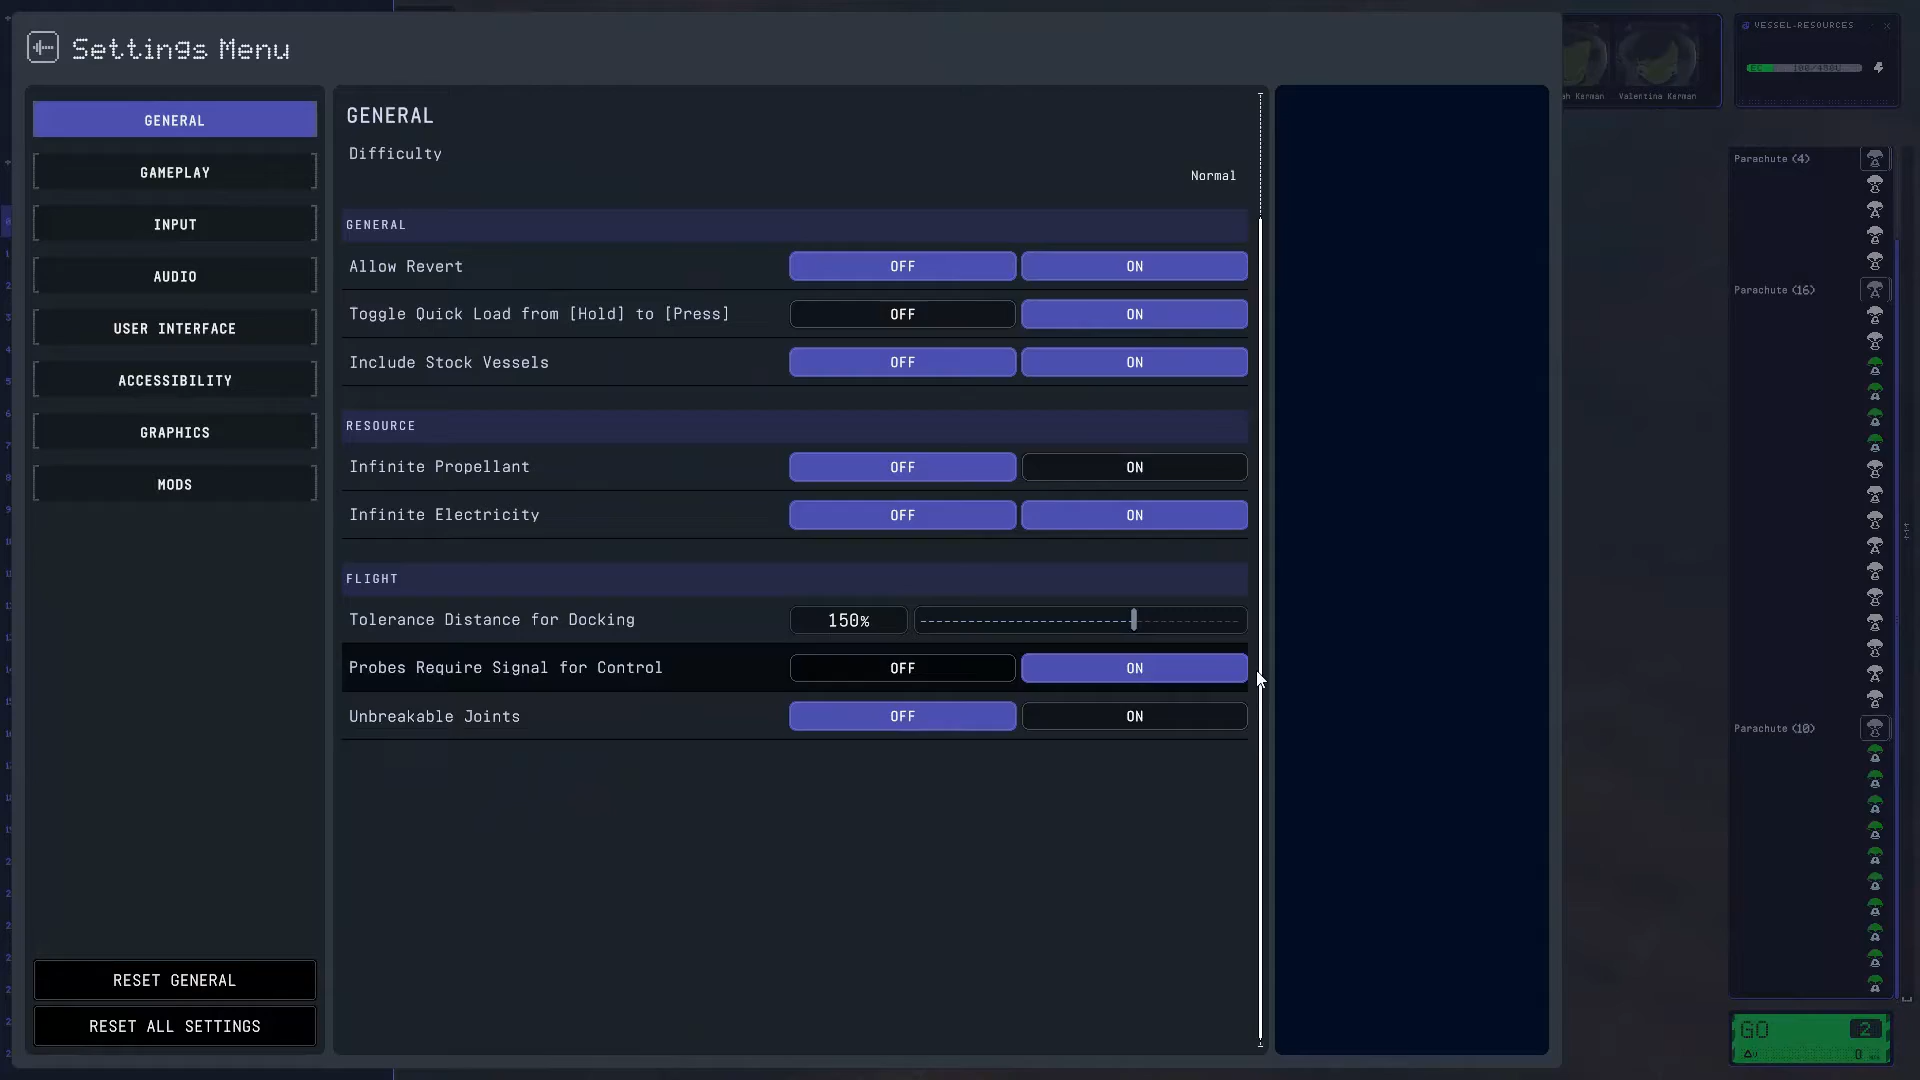 Settings Menu
VESSEL-RESOURCES
EC
Kerman
Valentina Kerman
GENERAL
GAMEPLAY
INPUT
AUDIO
USER INTERFACE
ACCESSIBILITY
GRAPHICS
MODS
RESET GENERAL
RESET ALL SETTINGS
GENERAL
Difficulty
Normal
GENERAL
Allow Revert OFF ON
Toggle Quick Load from [Hold] to [Press] OFF ON
Include Stock Vessels OFF ON
RESOURCE
Infinite Propellant OFF ON
Infinite Electricity OFF ON
FLIGHT
Tolerance Distance for Docking 150%
Probes Require Signal for Control OFF ON
Unbreakable Joints OFF ON
Parachute (4)
Parachute (16)
Parachute (10)
GO 2
0